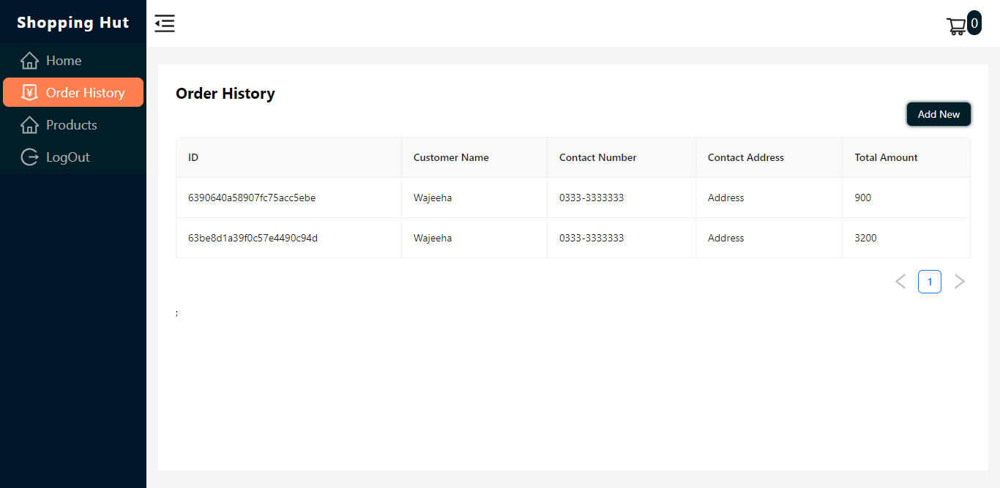 Shopping Hut
0
Home
Order History
Products
LogOut
Order History
Add New
ID Customer Name Contact Number Contact Address Total Amount
6390640a58907fc75acc5ebe Wajeeha 0333-3333333 Address 900
63be8d1a39f0c57e4490c94d Wajeeha 0333-3333333 Address 3200
1
;